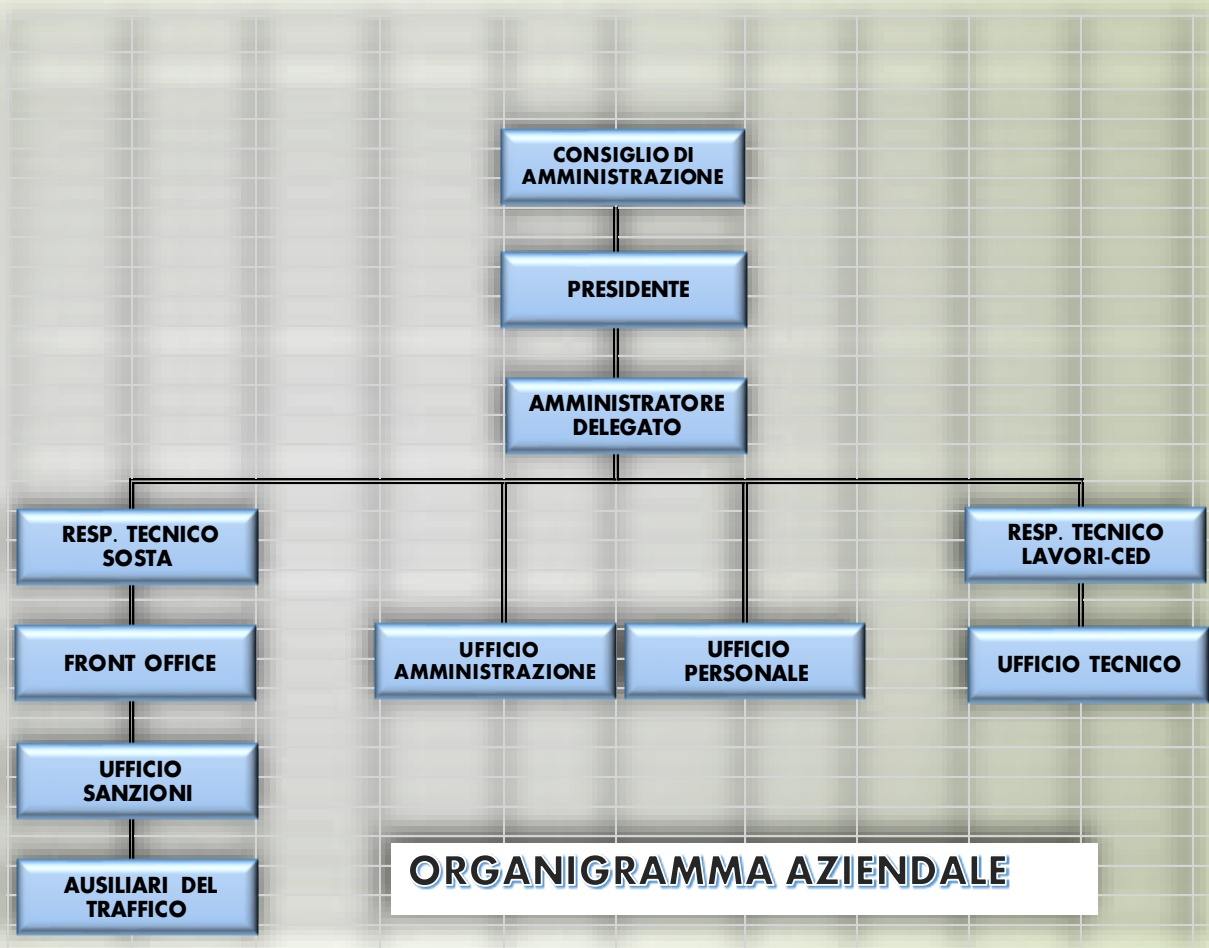 CONSIGLIO DI
AMMINISTRAZIONE
PRESIDENTE
AMMINISTRATORE
DELEGATO
RESP. TECNICO
SOSTA
RESP. TECNICO
LAVORI-CED
FRONT OFFICE
UFFICIO
AMMINISTRAZIONE
UFFICIO
PERSONALE
UFFICIO TECNICO
UFFICIO
SANZIONI
AUSILIARI DEL
TRAFFICO
ORGANIGRAMMA AZIENDALE